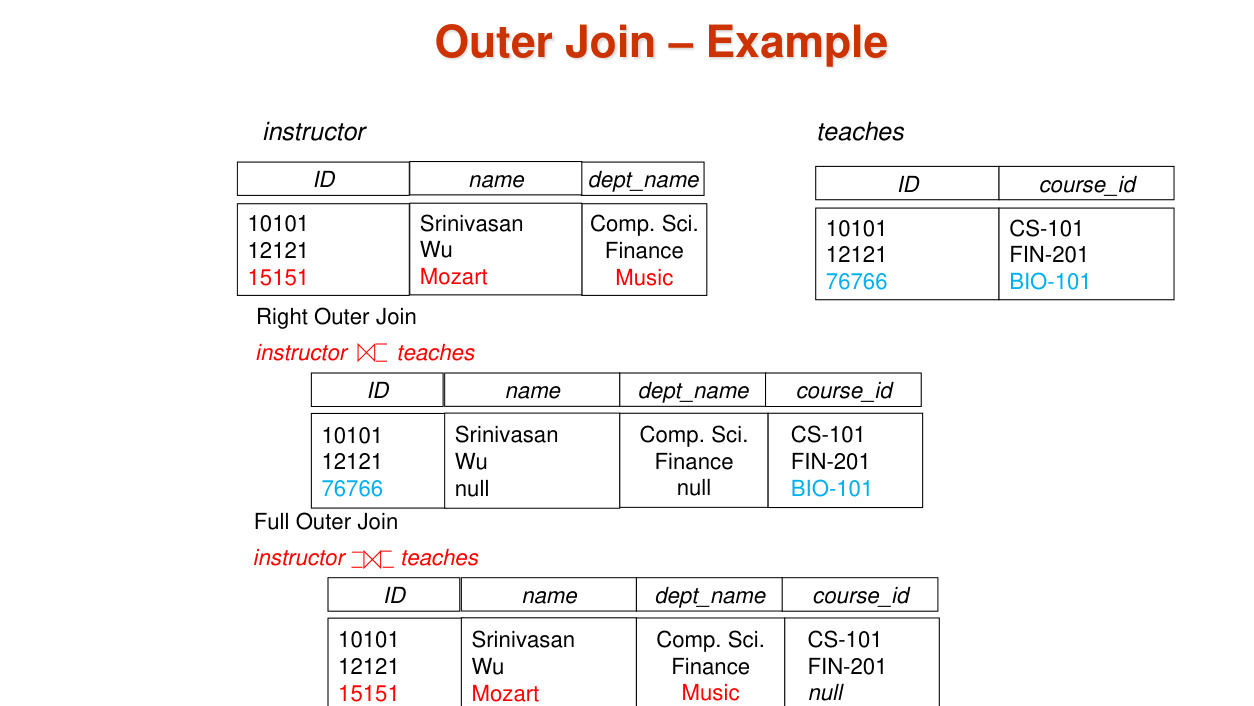 Outer Join – Example
instructor
teaches
ID name dept_name
10101 Srinivasan Comp. Sci.
12121 Wu Finance
15151 Mozart Music
ID course_id
10101 CS-101
12121 FIN-201
76766 BIO-101
Right Outer Join
instructor ⟖ teaches
ID name dept_name course_id
10101 Srinivasan Comp. Sci. CS-101
12121 Wu Finance FIN-201
76766 null null BIO-101
Full Outer Join
instructor ⟗ teaches
ID name dept_name course_id
10101 Srinivasan Comp. Sci. CS-101
12121 Wu Finance FIN-201
15151 Mozart Music null